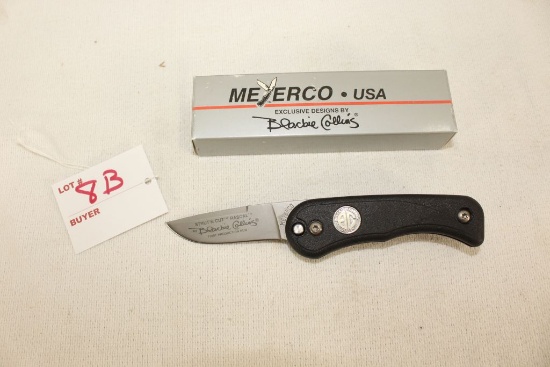 MEYERCO • USA
EXCLUSIVE DESIGNS BY
Blackie Collins®
LOT #
8B
BUYER
Blackie Collins®